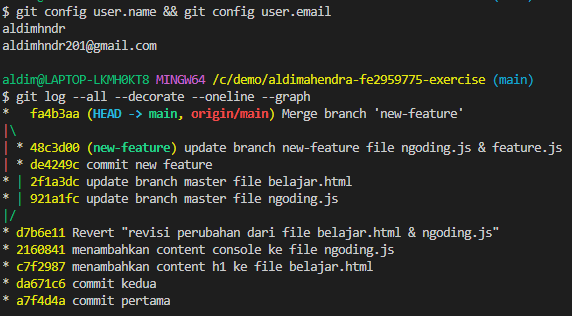 $ git config user.name && git config user.email
aldimhndr
aldimhndr201@gmail.com
aldim@LAPTOP-LKMH0KT8 MINGW64 /c/demo/aldimahendra-fe2959775-exercise (main)
$ git log --all --decorate --oneline --graph
*   fa4b3aa (HEAD -> main, origin/main) Merge branch 'new-feature'
|\
| * 48c3d00 (new-feature) update branch new-feature file ngoding.js & feature.js
| * de4249c commit new feature
* | 2f1a3dc update branch master file belajar.html
* | 921a1fc update branch master file ngoding.js
|/
* d7b6e11 Revert "revisi perubahan dari file belajar.html & ngoding.js"
* 2160841 menambahkan content console ke file ngoding.js
* c7f2987 menambahkan content h1 ke file belajar.html
* da671c6 commit kedua
* a7f4d4a commit pertama